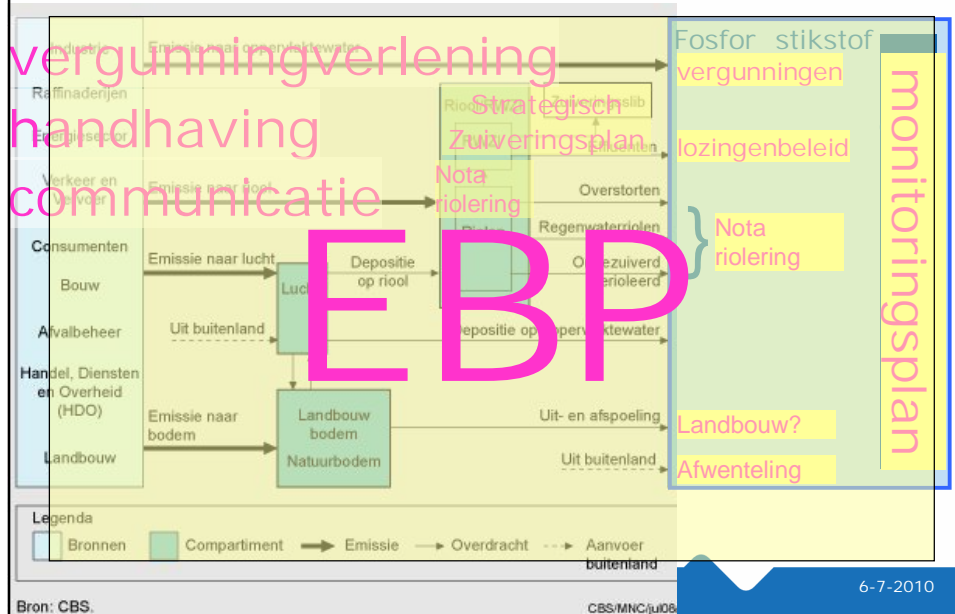 vergunningverlening
handhaving
communicatie
EBP
Industrie
Raffinaderijen
Energiesector
Verkeer en
Vervoer
Consumenten
Bouw
Afvalbeheer
Handel, Diensten
en Overheid
(HDO)
Landbouw
Emissie naar oppervlaktewater
Emissie naar riool
Emissie naar lucht
Uit buitenland
Emissie naar
bodem
Strategisch
Zuiveringsplan
Zuiveringsslib
Effluenten
Nota
riolering
Overstorten
Regenwaterriolen
Ongezuiverd
gerioleerd
Depositie
op riool
Depositie op oppervlaktewater
Landbouw
bodem
Natuurbodem
Uit- en afspoeling
Uit buitenland
Fosfor stikstof
vergunningen
lozingenbeleid
Nota
riolering
Landbouw?
Afwenteling
monitoringsplan
Legenda
Bronnen
Compartiment
Emissie
Overdracht
Aanvoer
buitenland
Bron: CBS.
6-7-2010